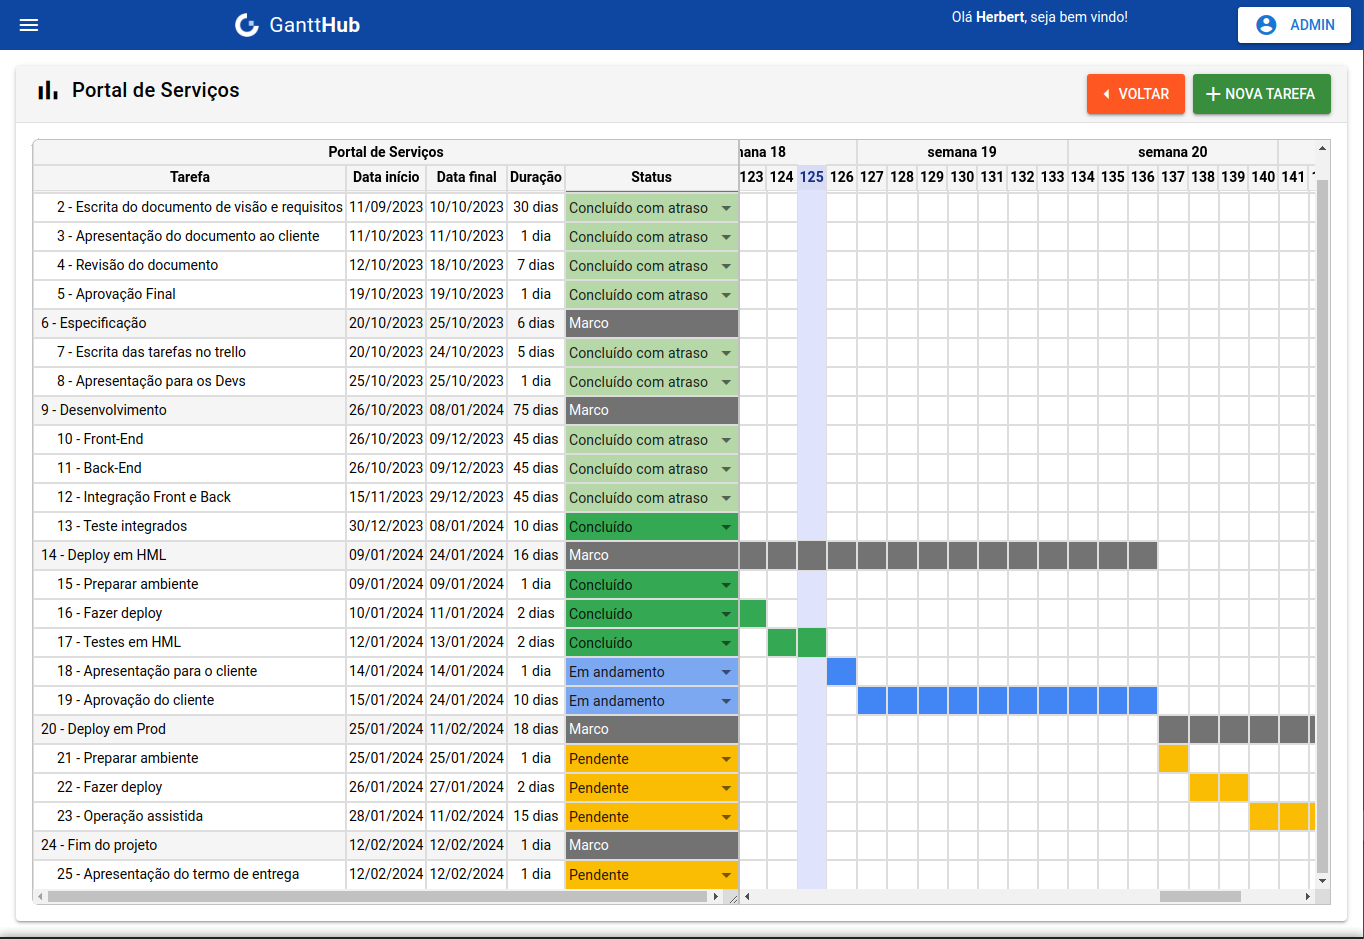 GanttHub
Olá Herbert, seja bem vindo!
ADMIN
Portal de Serviços
VOLTAR
NOVA TAREFA
Portal de Serviços
semana 19
semana 20
Tarefa Data início Data final Duração Status 123 124 125 126 127 128 129 130 131 132 133 134 135 136 137 138 139 140 141
2 - Escrita do documento de visão e requisitos 11/09/2023 10/10/2023 30 dias Concluído com atraso
3 - Apresentação do documento ao cliente 11/10/2023 11/10/2023 1 dia Concluído com atraso
4 - Revisão do documento 12/10/2023 18/10/2023 7 dias Concluído com atraso
5 - Aprovação Final 19/10/2023 19/10/2023 1 dia Concluído com atraso
6 - Especificação 20/10/2023 25/10/2023 6 dias Marco
7 - Escrita das tarefas no trello 20/10/2023 24/10/2023 5 dias Concluído com atraso
8 - Apresentação para os Devs 25/10/2023 25/10/2023 1 dia Concluído com atraso
9 - Desenvolvimento 26/10/2023 08/01/2024 75 dias Marco
10 - Front-End 26/10/2023 09/12/2023 45 dias Concluído com atraso
11 - Back-End 26/10/2023 09/12/2023 45 dias Concluído com atraso
12 - Integração Front e Back 15/11/2023 29/12/2023 45 dias Concluído com atraso
13 - Teste integrados 30/12/2023 08/01/2024 10 dias Concluído
14 - Deploy em HML 09/01/2024 24/01/2024 16 dias Marco
15 - Preparar ambiente 09/01/2024 09/01/2024 1 dia Concluído
16 - Fazer deploy 10/01/2024 11/01/2024 2 dias Concluído
17 - Testes em HML 12/01/2024 13/01/2024 2 dias Concluído
18 - Apresentação para o cliente 14/01/2024 14/01/2024 1 dia Em andamento
19 - Aprovação do cliente 15/01/2024 24/01/2024 10 dias Em andamento
20 - Deploy em Prod 25/01/2024 11/02/2024 18 dias Marco
21 - Preparar ambiente 25/01/2024 25/01/2024 1 dia Pendente
22 - Fazer deploy 26/01/2024 27/01/2024 2 dias Pendente
23 - Operação assistida 28/01/2024 11/02/2024 15 dias Pendente
24 - Fim do projeto 12/02/2024 12/02/2024 1 dia Marco
25 - Apresentação do termo de entrega 12/02/2024 12/02/2024 1 dia Pendente